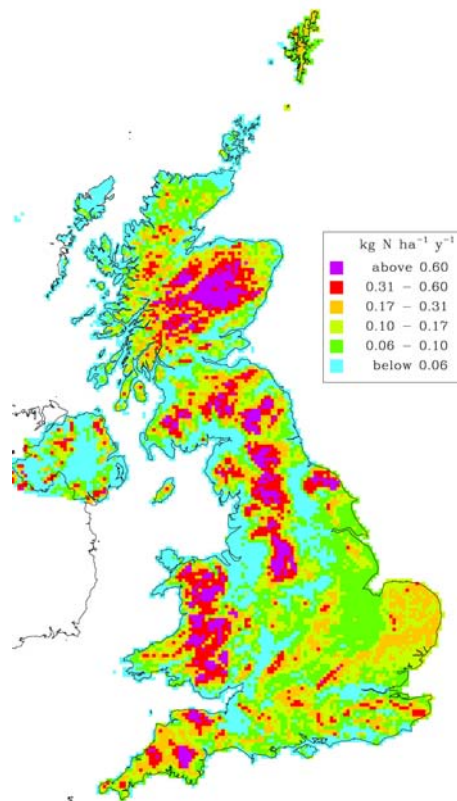 kg N ha⁻¹ y⁻¹
above 0.60
0.31 – 0.60
0.17 – 0.31
0.10 – 0.17
0.06 – 0.10
below 0.06